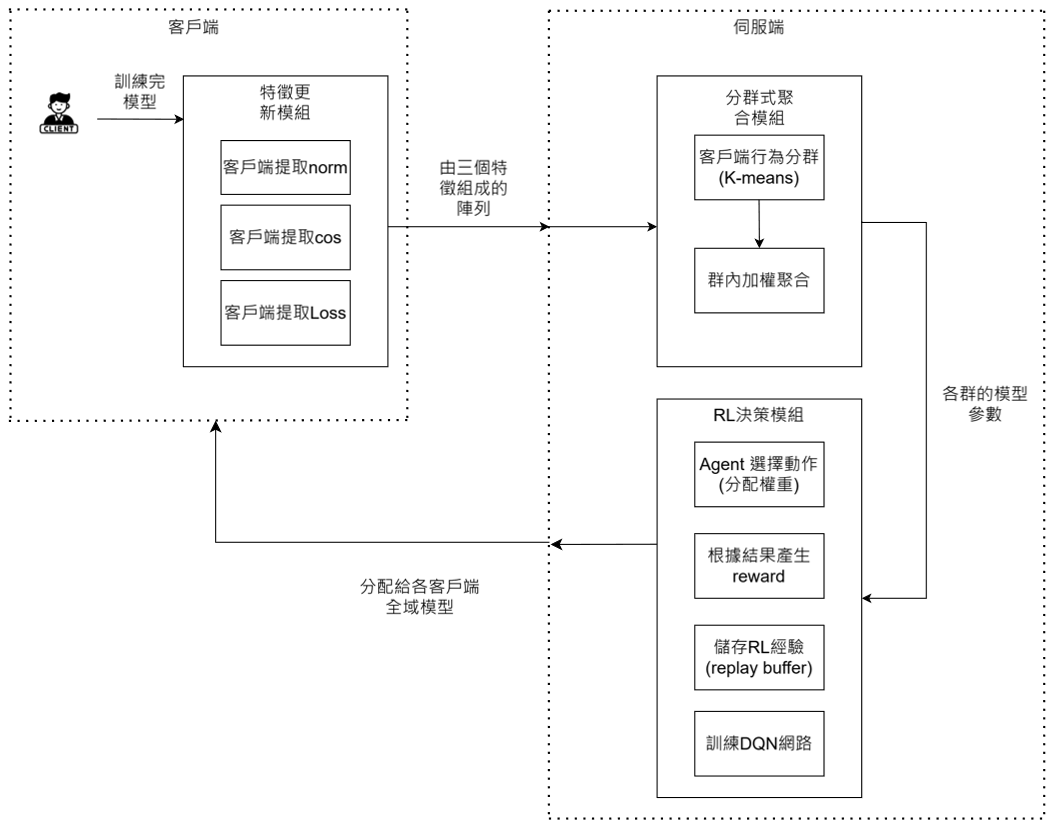 客戶端
訓練完
模型
CLIENT
特徵更
新模組
客戶端提取norm
客戶端提取cos
客戶端提取Loss
由三個特
徵組成的
陣列
伺服端
分群式聚
合模組
客戶端行為分群
(K-means)
群內加權聚合
各群的模型
參數
RL決策模組
Agent 選擇動作
(分配權重)
根據結果產生
reward
儲存RL經驗
(replay buffer)
訓練DQN網路
分配給各客戶端
全域模型